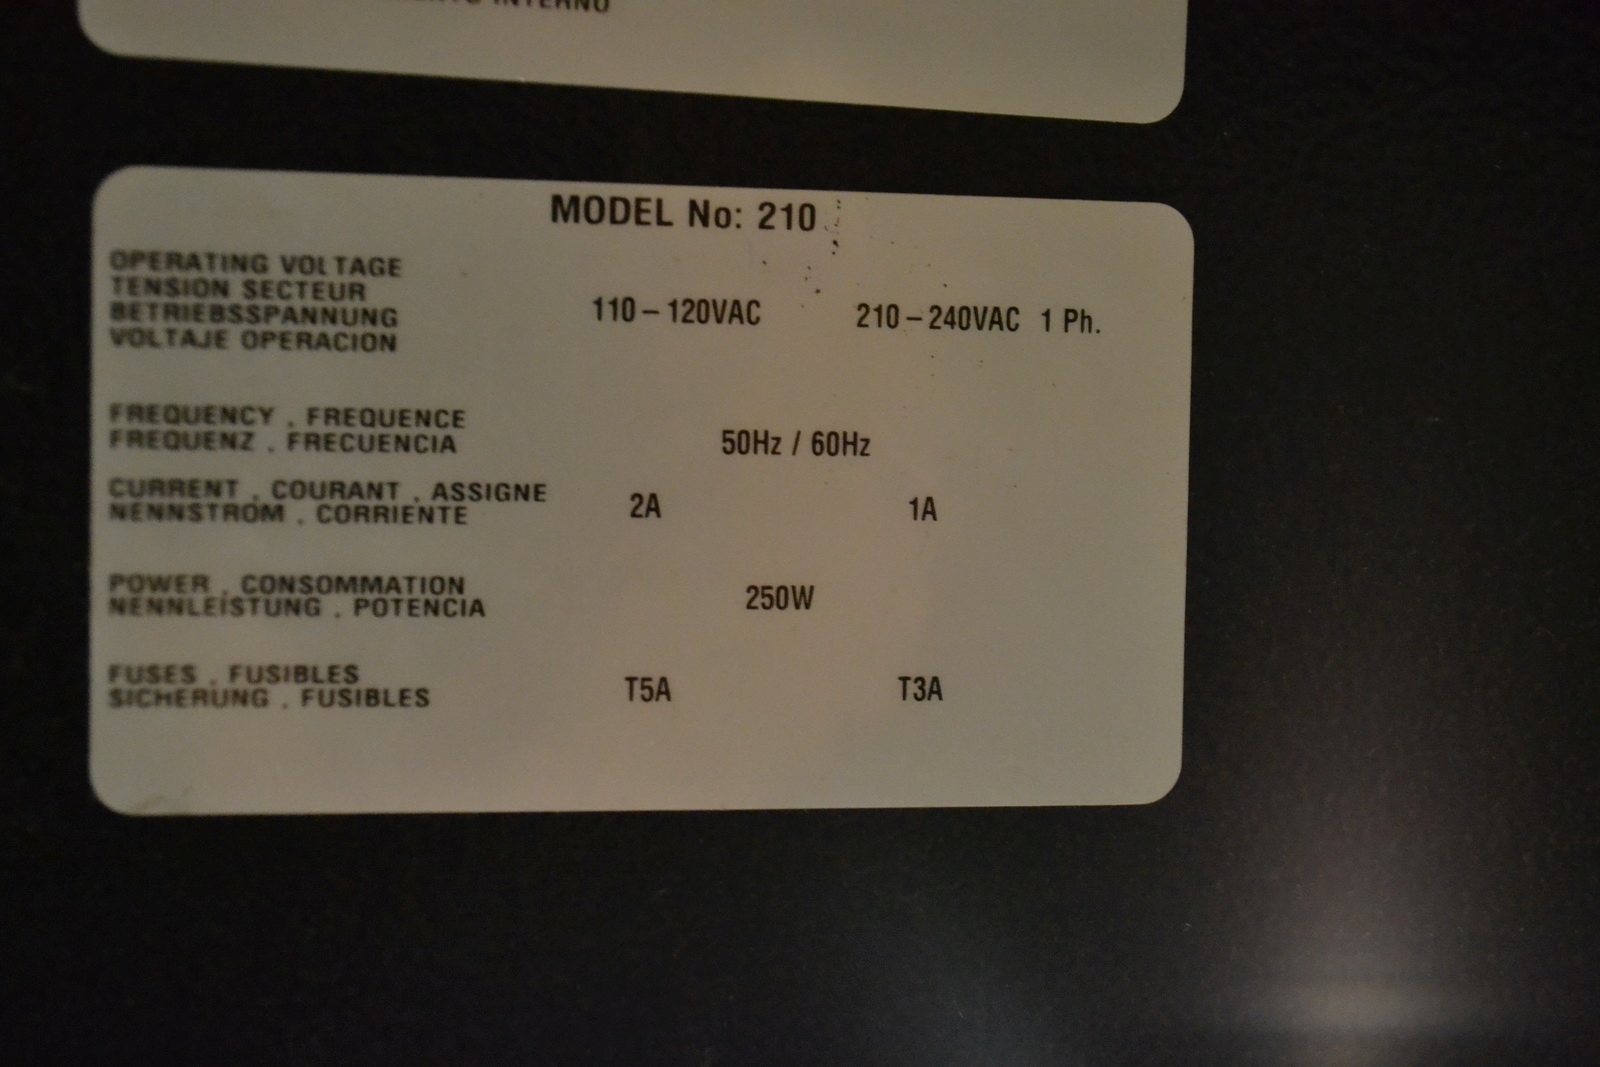 INTERNO
MODEL No: 210
OPERATING VOLTAGE
TENSION SECTEUR
BETRIEBSSPANNUNG 110-120VAC 210-240VAC 1 Ph.
VOLTAJE OPERACION
FREQUENCY . FREQUENCE
FREQUENZ . FRECUENCIA 50Hz / 60Hz
CURRENT . COURANT . ASSIGNE
NENNSTROM . CORRIENTE 2A 1A
POWER . CONSOMMATION
NENNLEISTUNG . POTENCIA 250W
FUSES . FUSIBLES
SICHERUNG . FUSIBLES T5A T3A